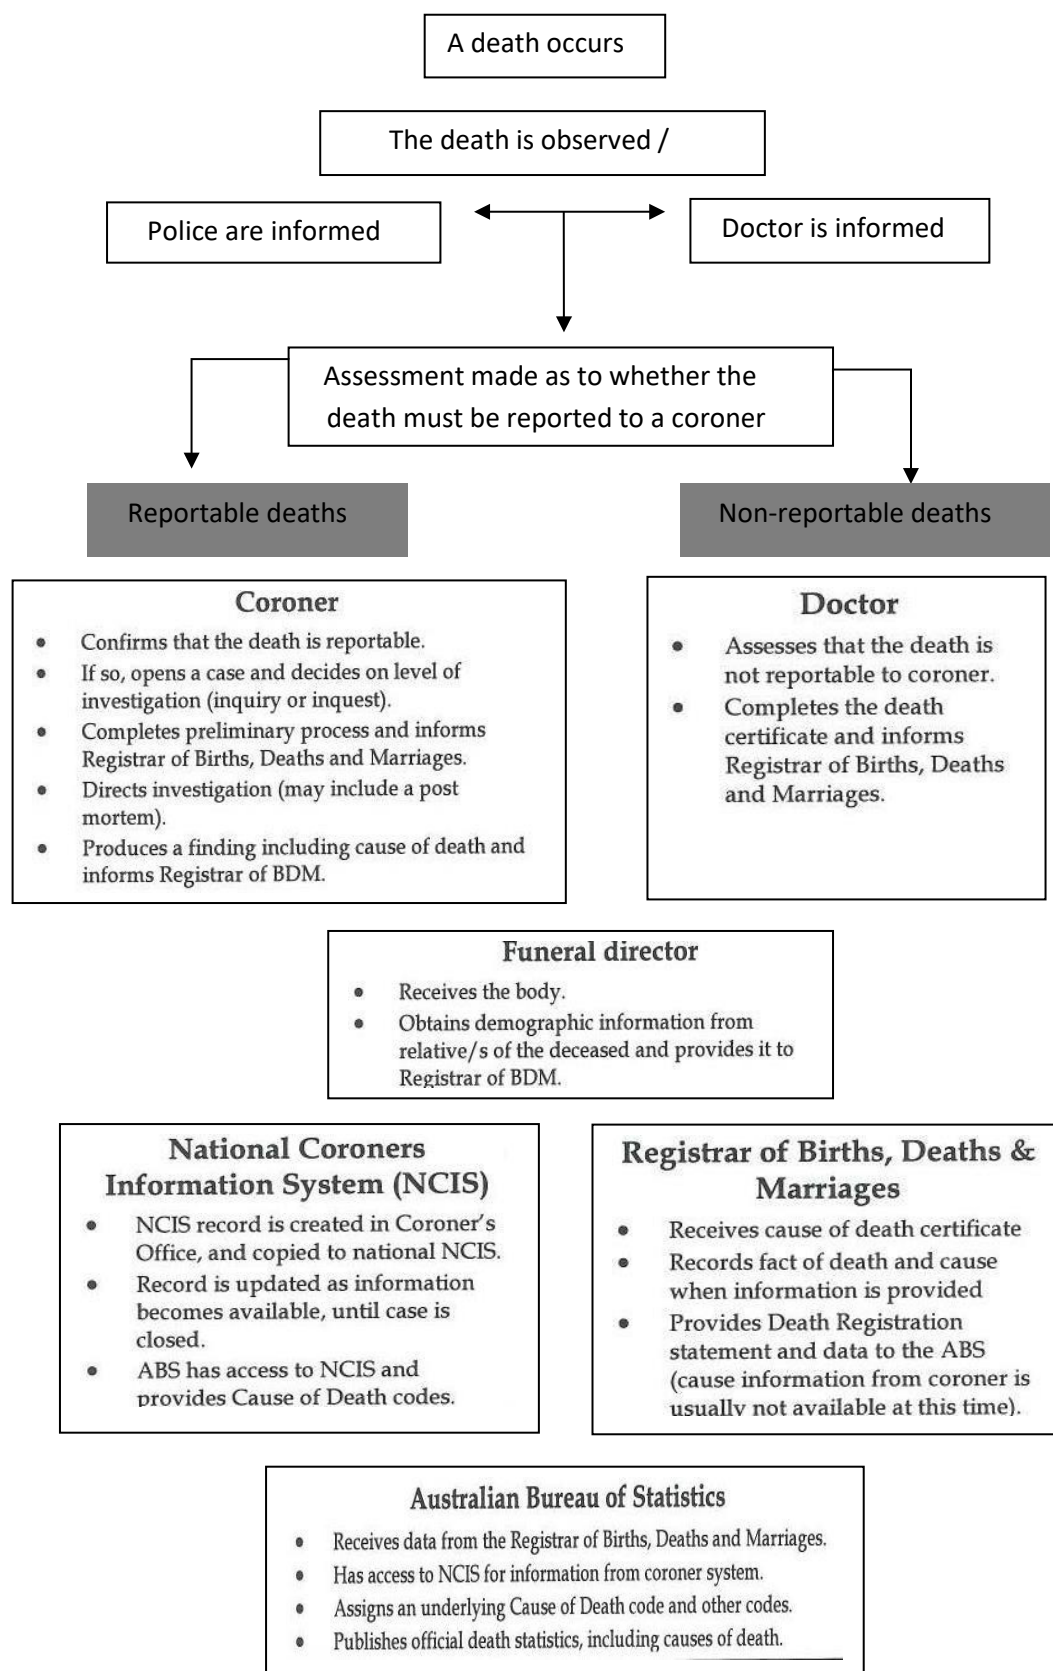 A death occurs
The death is observed /
Police are informed
Doctor is informed
Assessment made as to whether the
death must be reported to a coroner
Reportable deaths
Non-reportable deaths
Coroner
• Confirms that the death is reportable.
• If so, opens a case and decides on level of
investigation (inquiry or inquest).
• Completes preliminary process and informs
Registrar of Births, Deaths and Marriages.
• Directs investigation (may include a post
mortem).
• Produces a finding including cause of death and
informs Registrar of BDM.
Doctor
• Assesses that the death is
not reportable to coroner.
• Completes the death
certificate and informs
Registrar of Births, Deaths
and Marriages.
Funeral director
• Receives the body.
• Obtains demographic information from
relative/s of the deceased and provides it to
Registrar of BDM.
National Coroners
Information System (NCIS)
• NCIS record is created in Coroner's
Office, and copied to national NCIS.
• Record is updated as information
becomes available, until case is
closed.
• ABS has access to NCIS and
provides Cause of Death codes.
Registrar of Births, Deaths &
Marriages
• Receives cause of death certificate
• Records fact of death and cause
when information is provided
• Provides Death Registration
statement and data to the ABS
(cause information from coroner is
usually not available at this time).
Australian Bureau of Statistics
• Receives data from the Registrar of Births, Deaths and Marriages.
• Has access to NCIS for information from coroner system.
• Assigns an underlying Cause of Death code and other codes.
• Publishes official death statistics, including causes of death.